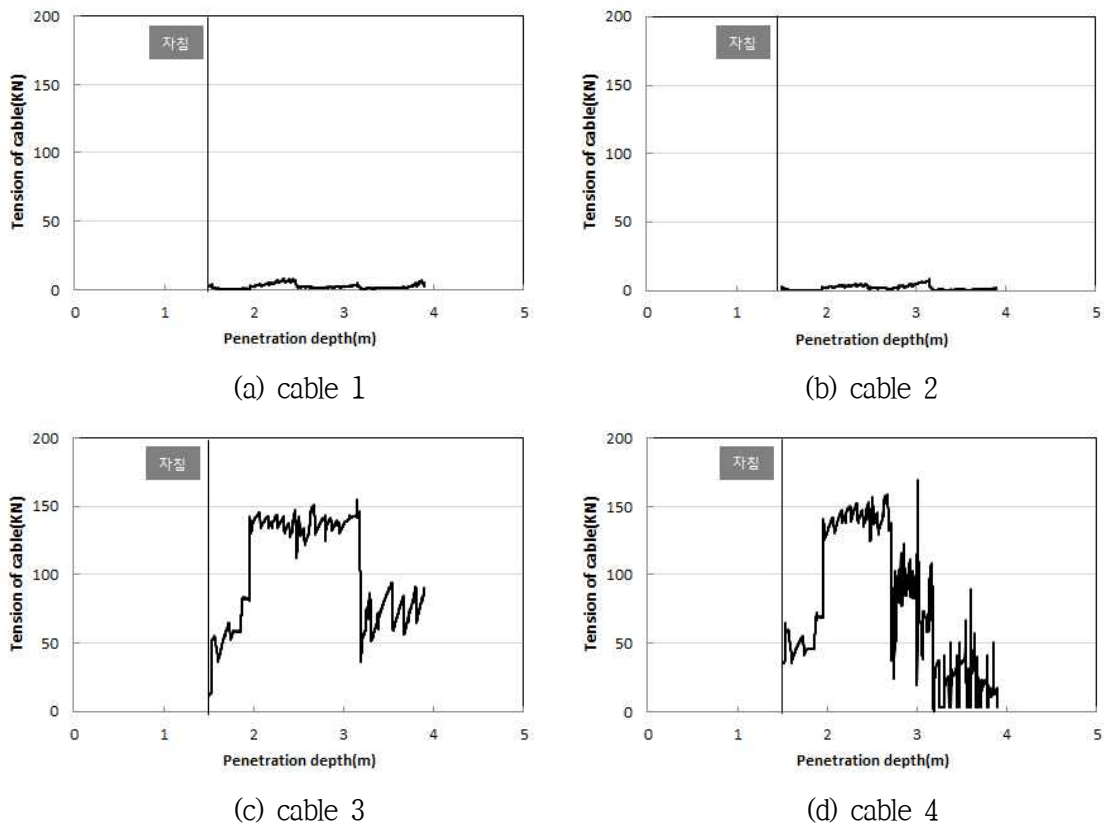 200
150
100
50
0
Tension of cable(KN)
자침
0 1 2 3 4 5
Penetration depth(m)
(a) cable 1
200
150
100
50
0
Tension of cable(KN)
자침
0 1 2 3 4 5
Penetration depth(m)
(b) cable 2
200
150
100
50
0
Tension of cable(KN)
자침
0 1 2 3 4 5
Penetration depth(m)
(c) cable 3
200
150
100
50
0
Tension of cable(KN)
자침
0 1 2 3 4 5
Penetration depth(m)
(d) cable 4